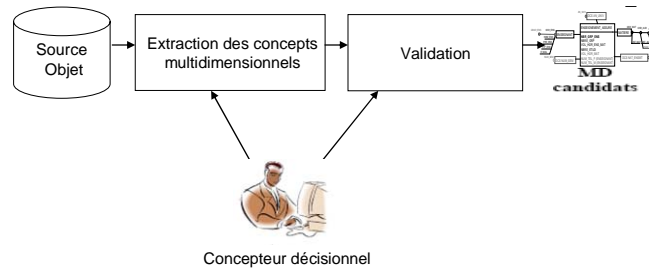 Source
Objet
Extraction des concepts
multidimensionnels
Validation
MD
candidats
Concepteur décisionnel